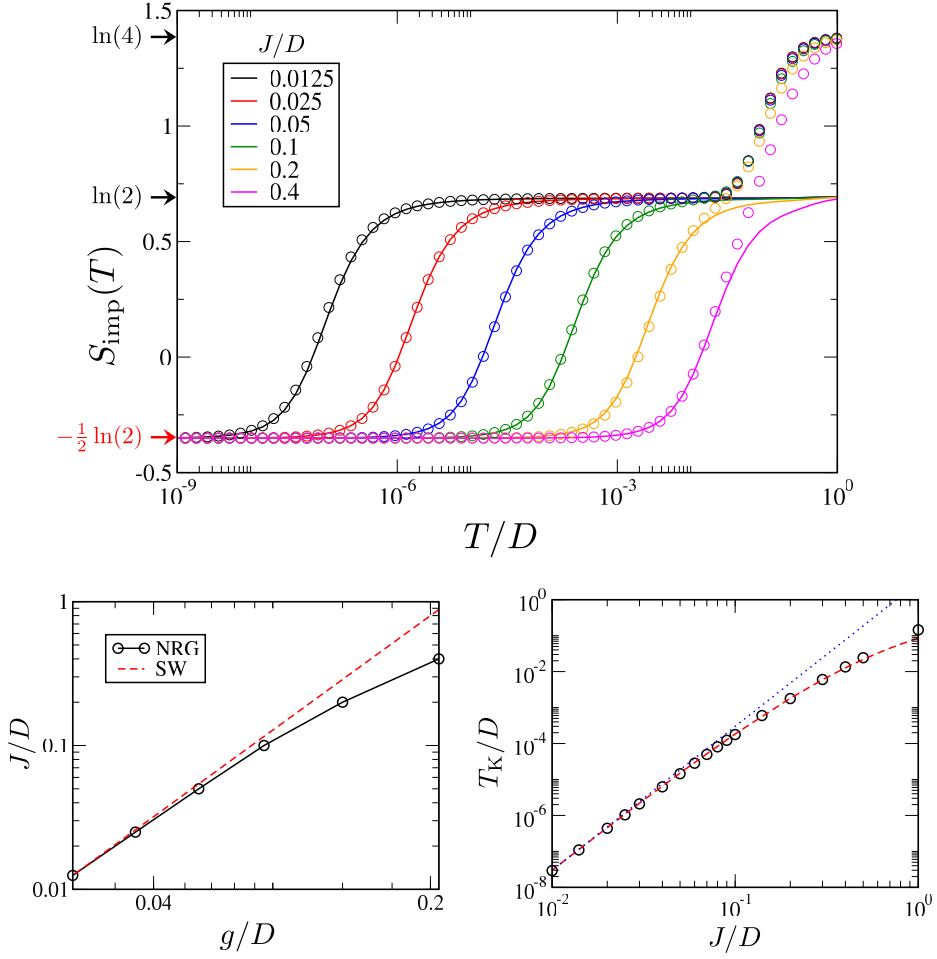 1.5
ln(4)
J/D
0.0125
0.025
0.05
0.1
0.2
0.4
1
ln(2)
0.5
S_imp(T)
0
-1/2 ln(2)
-0.5
10^-9
10^-6
10^-3
10^0
T/D
1
NRG
SW
J/D
0.1
0.01
0.04
0.2
g/D
10^0
10^-2
T_K/D
10^-4
10^-6
10^-8
10^-2
10^-1
10^0
J/D